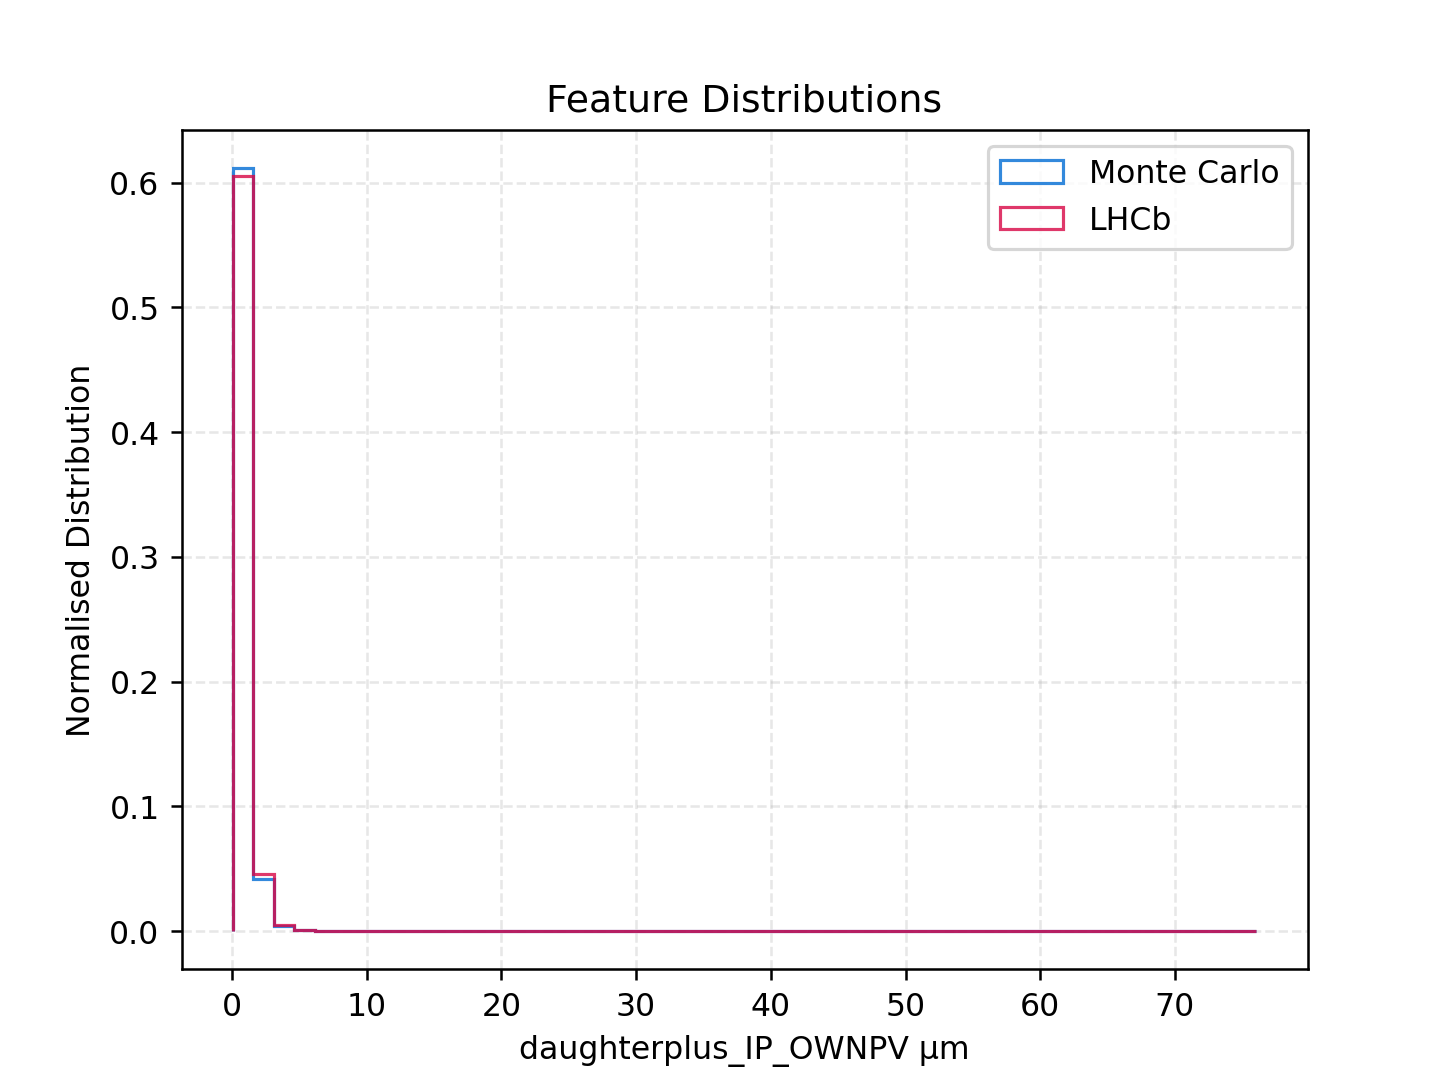 Feature Distributions
Monte Carlo
LHCb
Normalised Distribution
0.6
0.5
0.4
0.3
0.2
0.1
0.0
0 10 20 30 40 50 60 70
daughterplus_IP_OWNPV μm